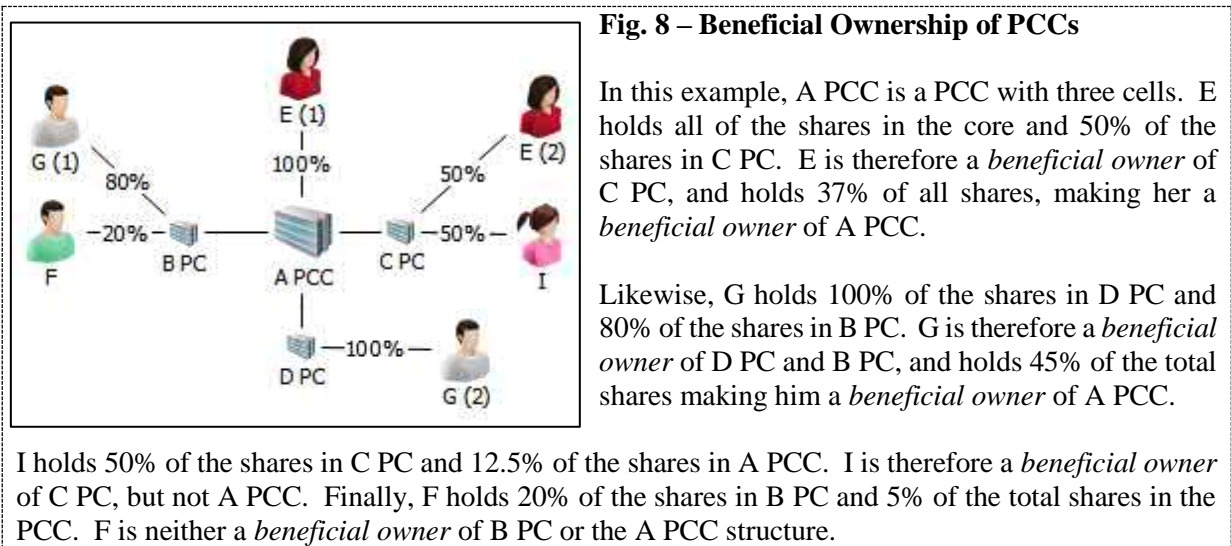 Fig. 8 – Beneficial Ownership of PCCs
E (1)
G (1)
E (2)
100%
80%
50%
20%
50%
F
B PC
A PCC
C PC
I
100%
D PC
G (2)
In this example, A PCC is a PCC with three cells. E
holds all of the shares in the core and 50% of the
shares in C PC. E is therefore a beneficial owner of
C PC, and holds 37% of all shares, making her a
beneficial owner of A PCC.
Likewise, G holds 100% of the shares in D PC and
80% of the shares in B PC. G is therefore a beneficial
owner of D PC and B PC, and holds 45% of the total
shares making him a beneficial owner of A PCC.
I holds 50% of the shares in C PC and 12.5% of the shares in A PCC. I is therefore a beneficial owner
of C PC, but not A PCC. Finally, F holds 20% of the shares in B PC and 5% of the total shares in the
PCC. F is neither a beneficial owner of B PC or the A PCC structure.